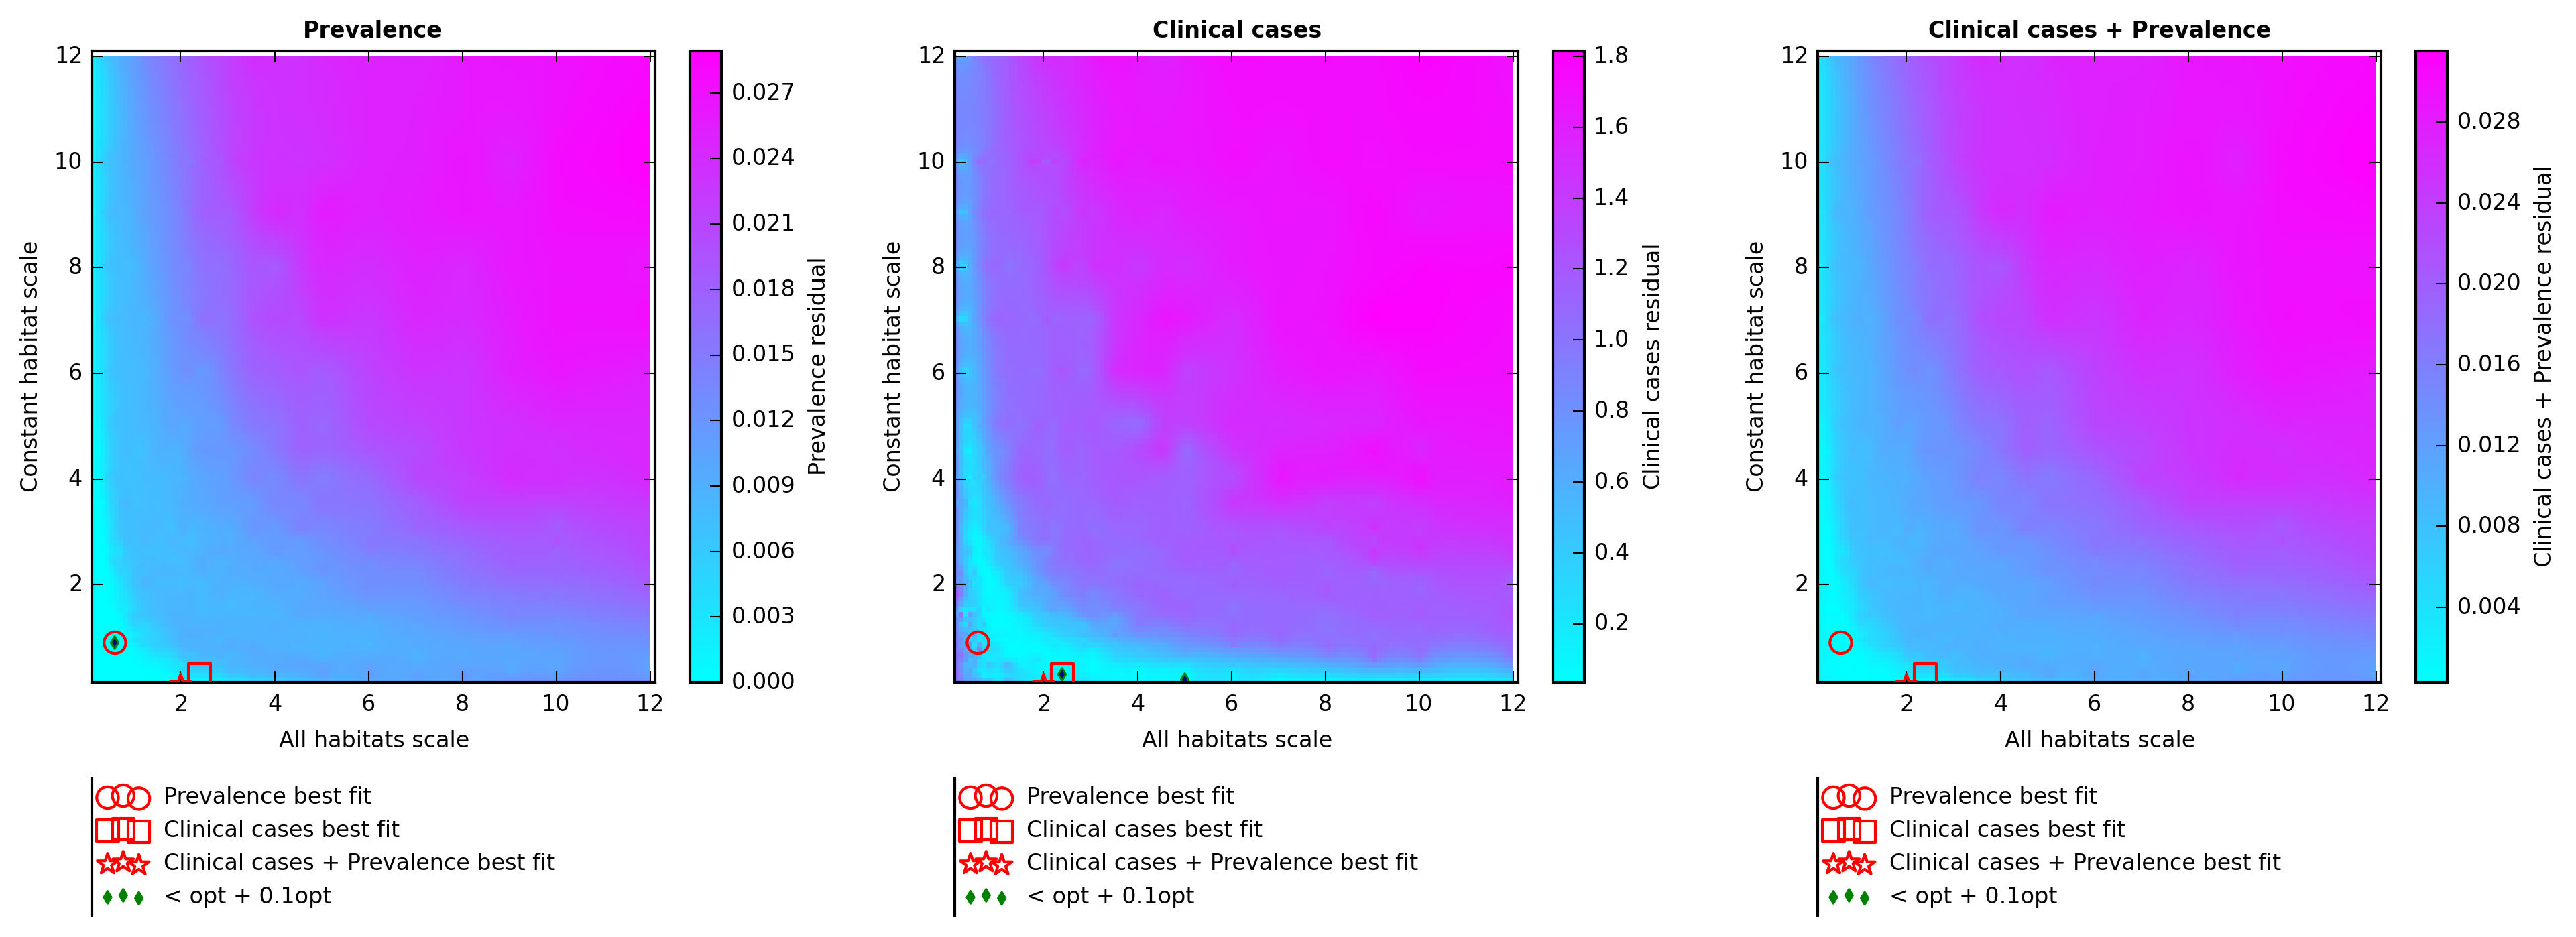 Prevalence
12
10
8
6
4
2
Constant habitat scale
2 4 6 8 10 12
All habitats scale
0.027
0.024
0.021
0.018
0.015
0.012
0.009
0.006
0.003
0.000
Prevalence residual
Prevalence best fit
Clinical cases best fit
Clinical cases + Prevalence best fit
< opt + 0.1opt
Clinical cases
12
10
8
6
4
2
Constant habitat scale
2 4 6 8 10 12
All habitats scale
1.8
1.6
1.4
1.2
1.0
0.8
0.6
0.4
0.2
Clinical cases residual
Prevalence best fit
Clinical cases best fit
Clinical cases + Prevalence best fit
< opt + 0.1opt
Clinical cases + Prevalence
12
10
8
6
4
2
Constant habitat scale
2 4 6 8 10 12
All habitats scale
0.028
0.024
0.020
0.016
0.012
0.008
0.004
Clinical cases + Prevalence residual
Prevalence best fit
Clinical cases best fit
Clinical cases + Prevalence best fit
< opt + 0.1opt